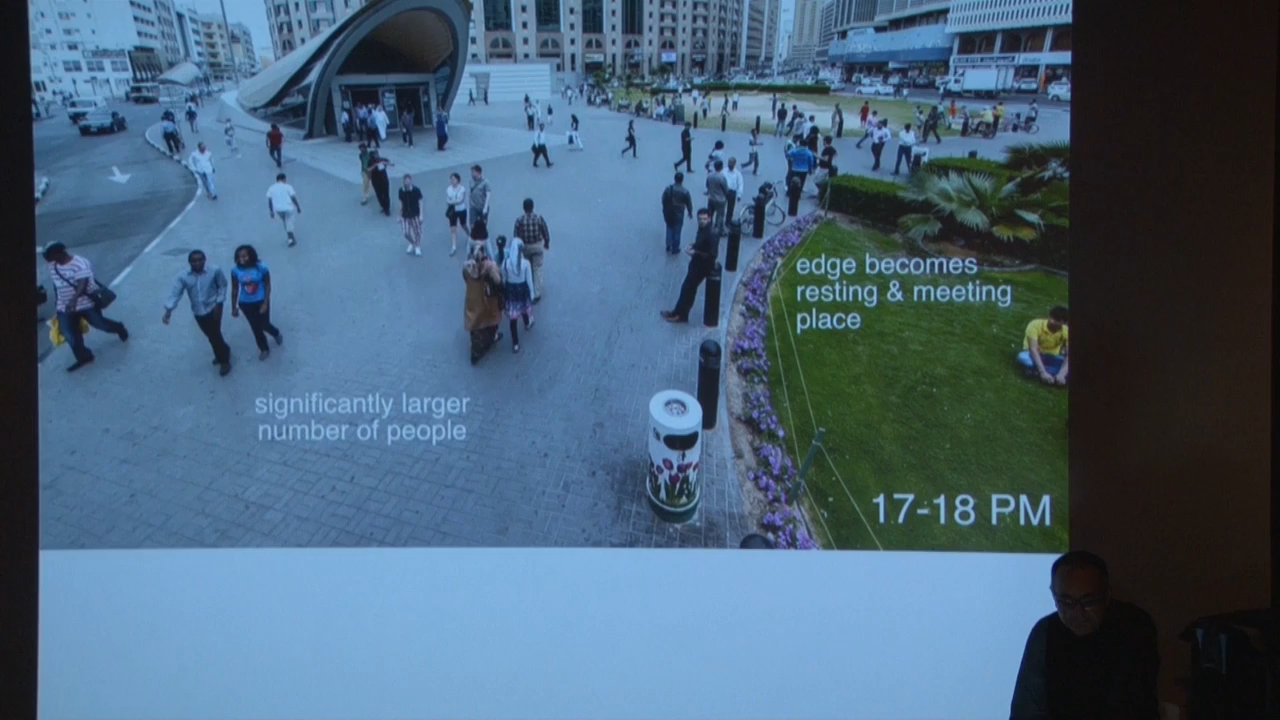 edge becomes
resting & meeting
place
significantly larger
number of people
17-18 PM